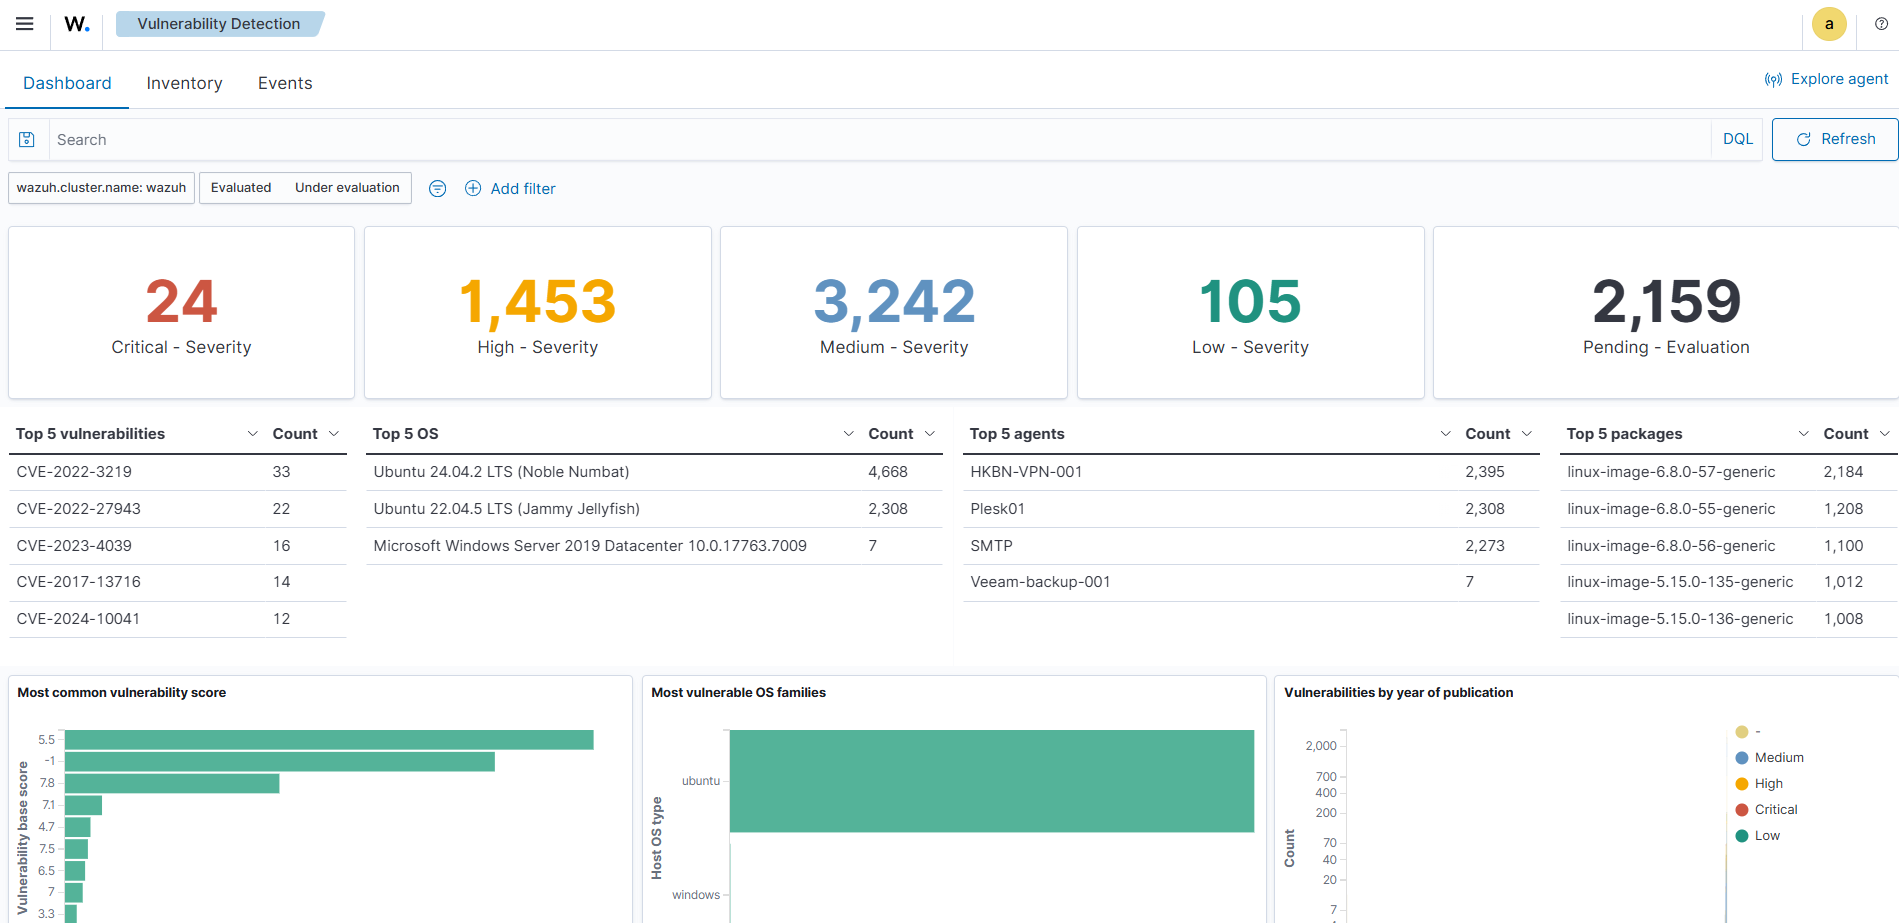 W.
Vulnerability Detection
a
Dashboard
Inventory
Events
Explore agent
Search
DQL
Refresh
wazuh.cluster.name: wazuh
Evaluated
Under evaluation
Add filter
24
Critical - Severity
1,453
High - Severity
3,242
Medium - Severity
105
Low - Severity
2,159
Pending - Evaluation
Top 5 vulnerabilities Count
CVE-2022-3219 33
CVE-2022-27943 22
CVE-2023-4039 16
CVE-2017-13716 14
CVE-2024-10041 12
Top 5 OS Count
Ubuntu 24.04.2 LTS (Noble Numbat) 4,668
Ubuntu 22.04.5 LTS (Jammy Jellyfish) 2,308
Microsoft Windows Server 2019 Datacenter 10.0.17763.7009 7
Top 5 agents Count
HKBN-VPN-001 2,395
Plesk01 2,308
SMTP 2,273
Veeam-backup-001 7
Top 5 packages Count
linux-image-6.8.0-57-generic 2,184
linux-image-6.8.0-55-generic 1,208
linux-image-6.8.0-56-generic 1,100
linux-image-5.15.0-135-generic 1,012
linux-image-5.15.0-136-generic 1,008
Most common vulnerability score
Vulnerability base score
5.5
-1
7.8
7.1
4.7
7.5
6.5
7
3.3
Most vulnerable OS families
Host OS type
ubuntu
windows
Vulnerabilities by year of publication
Count
2,000
700
400
200
70
40
20
7
-
Medium
High
Critical
Low